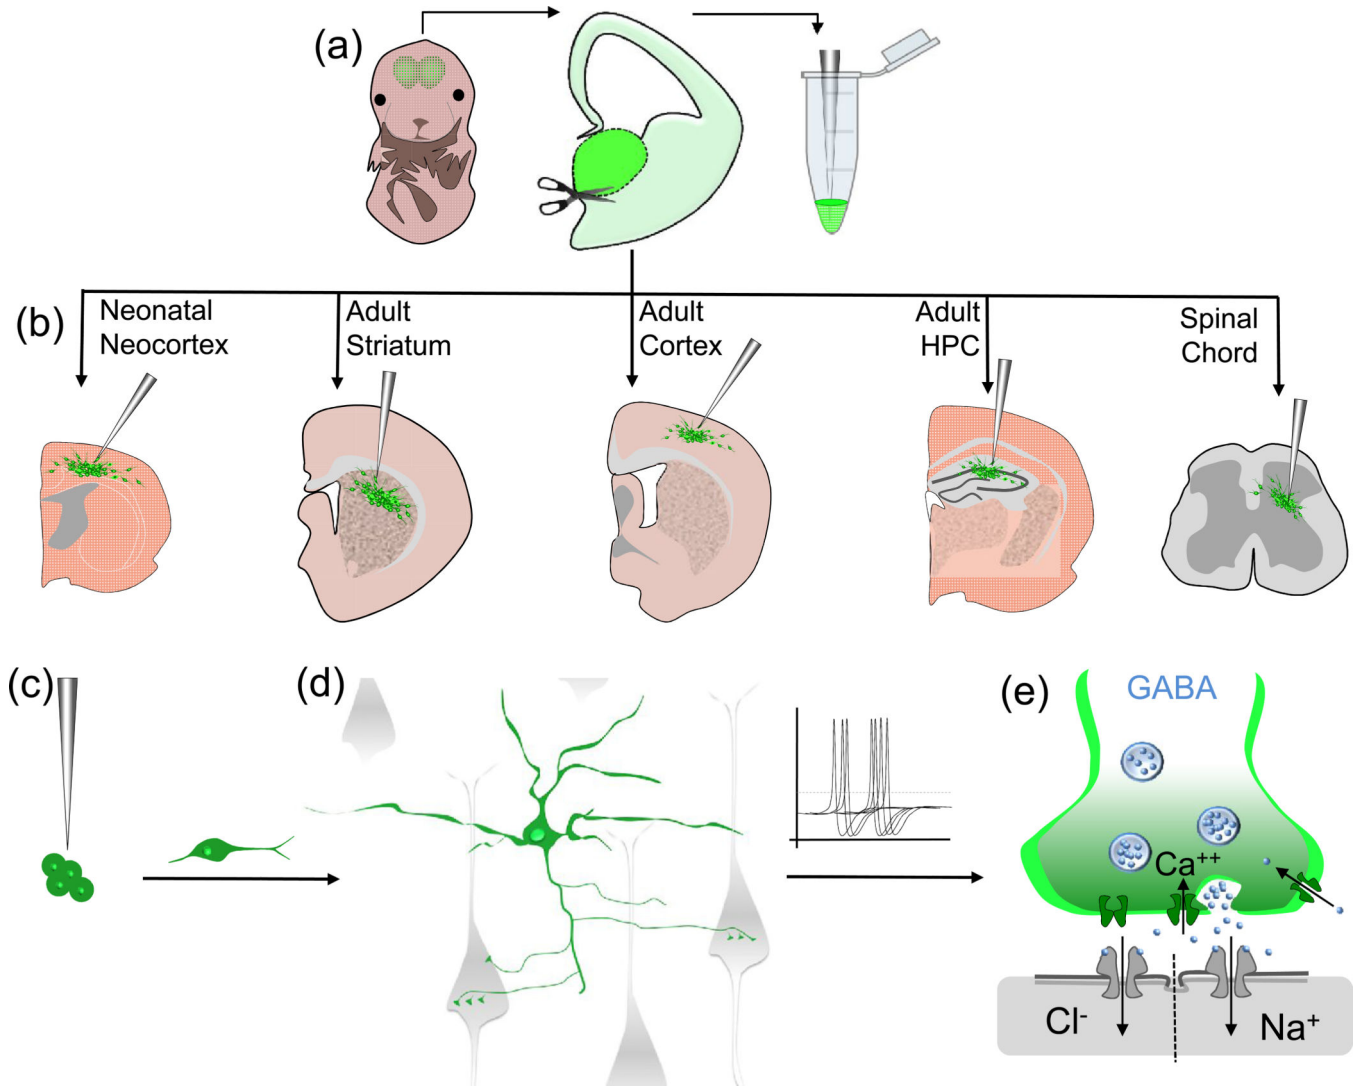 (a)
(b)
Neonatal
Neocortex
Adult
Striatum
Adult
Cortex
Adult
HPC
Spinal
Chord
(c)
(d)
(e)
GABA
Ca++
Cl-
Na+